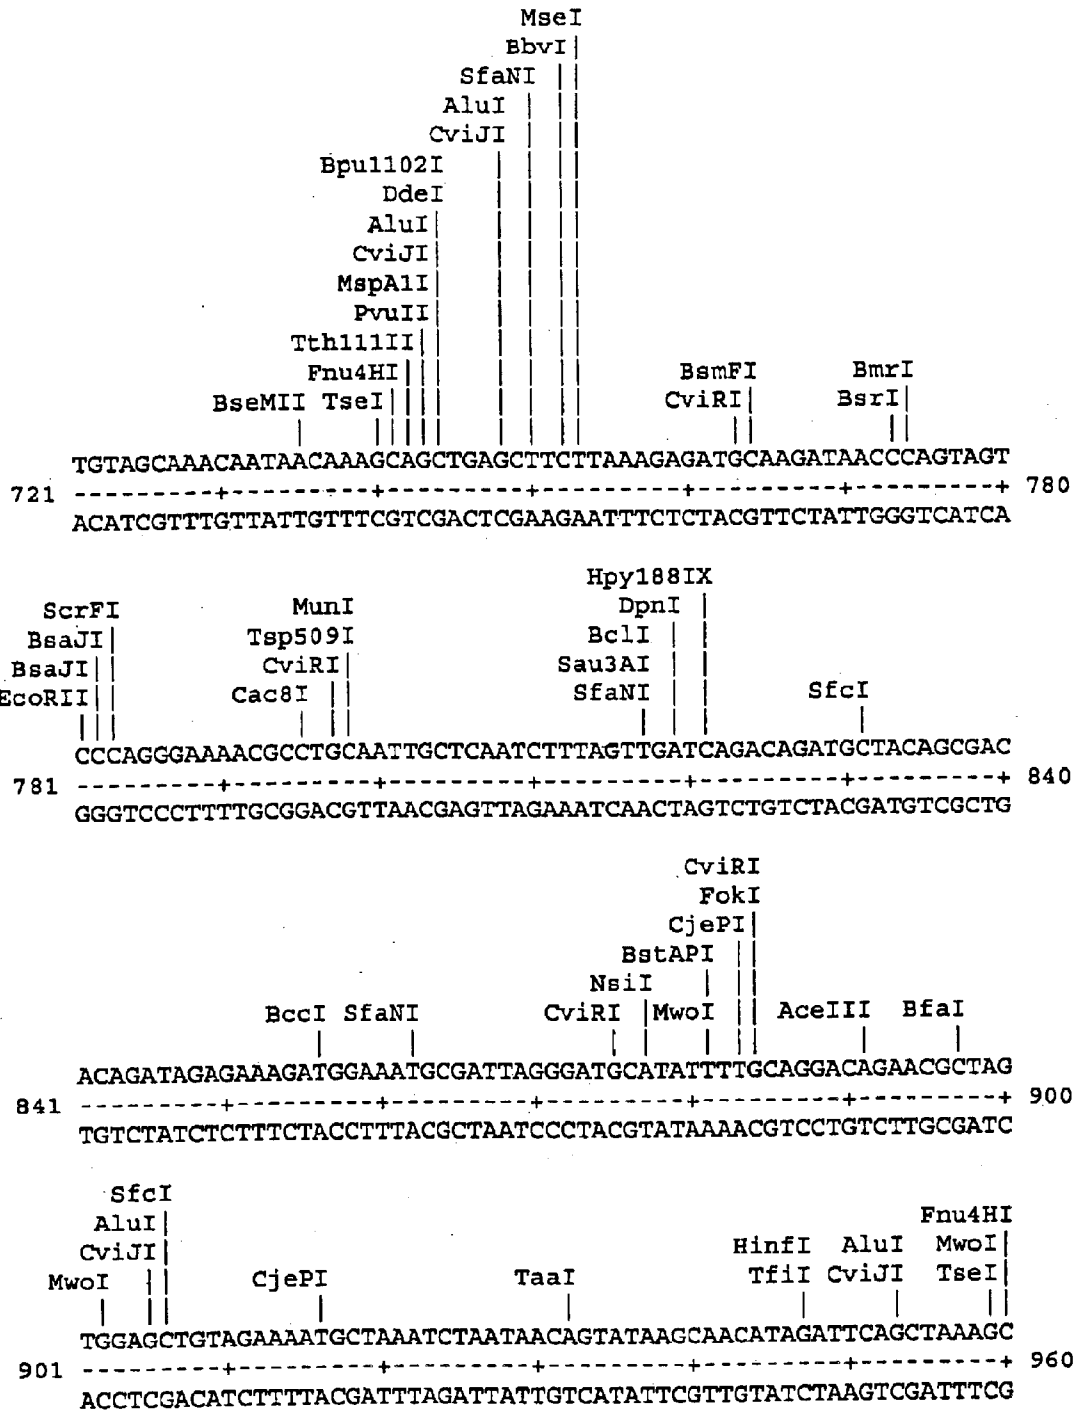 MseI
BbvI
SfaNI
AluI
CviJI
Bpu1102I
DdeI
AluI
CviJI
MspA1I
PvuII
Tth111II
Fnu4HI BsmFI BmrI
BseMII TseI CviRI BsrI
TGTAGCAAACAATAACAAAGCAGCTGAGCTTCTTAAAGAGATGCAAGATAACCCAGTAGT
721 ---------+---------+---------+---------+---------+---------+ 780
ACATCGTTTGTTATTGTTTCGTCGACTCGAAGAATTTCTCTACGTTCTATTGGGTCATCA
Hpy188IX
ScrFI MunI DpnI
BsaJI Tsp509I BclI
BsaJI CviRI Sau3AI
EcoRII Cac8I SfaNI SfcI
CCCAGGGAAAACGCCTGCAATTGCTCAATCTTTAGTTGATCAGACAGATGCTACAGCGAC
781 ---------+---------+---------+---------+---------+---------+ 840
GGGTCCCTTTTGCGGACGTTAACGAGTTAGAAATCAACTAGTCTGTCTACGATGTCGCTG
CviRI
FokI
CjePI
BstAPI
NsiI
BccI SfaNI CviRI MwoI AceIII BfaI
ACAGATAGAGAAAGATGGAAATGCGATTAGGGATGCATATTTTGCAGGACAGAACGCTAG
841 ---------+---------+---------+---------+---------+---------+ 900
TGTCTATCTCTTTCTACCTTTACGCTAATCCCTACGTATAAAACGTCCTGTCTTGCGATC
SfcI
AluI Fnu4HI
CviJI HinfI AluI MwoI
MwoI CjePI TaaI TfiI CviJI TseI
TGGAGCTGTAGAAAATGCTAAATCTAATAACAGTATAAGCAACATAGATTCAGCTAAAGC
901 ---------+---------+---------+---------+---------+---------+ 960
ACCTCGACATCTTTTACGATTTAGATTATTGTCATATTCGTTGTATCTAAGTCGATTTCG